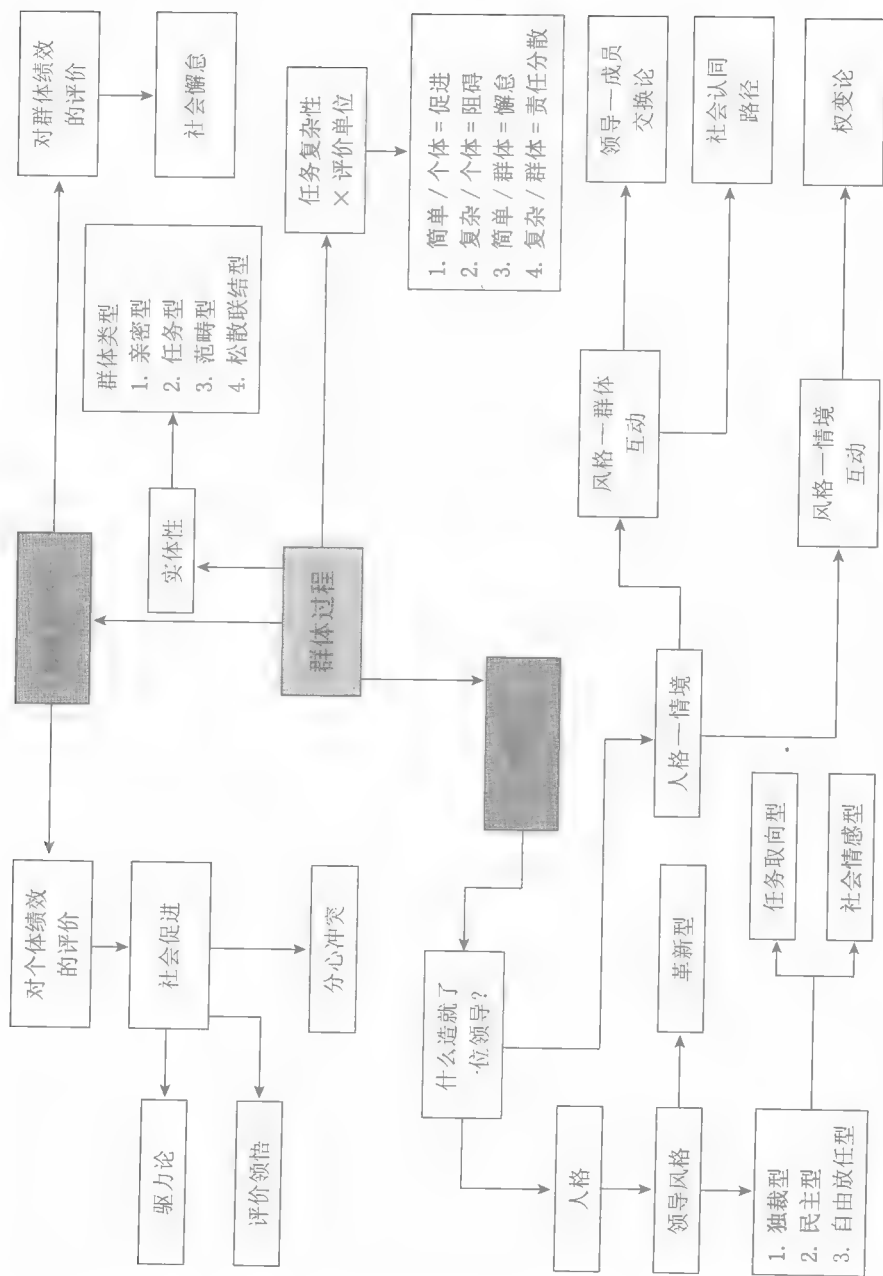 对群体绩效
的评价
社会懈怠
群体类型
1. 亲密型
2. 任务型
3. 范畴型
4. 松散联结型
实体性
对个体绩效
的评价
社会促进
驱力论
评价领悟
分心冲突
群体过程
任务复杂性
× 评价单位
1. 简单 / 个体 = 促进
2. 复杂 / 个体 = 阻碍
3. 简单 / 群体 = 懈怠
4. 复杂 / 群体 = 责任分散
什么造就了
一位领导?
人格
领导风格
革新型
1. 独裁型
2. 民主型
3. 自由放任型
任务取向型
社会情感型
人格—情境
风格—群体
互动
领导—成员
交换论
社会认同
路径
风格—情境
互动
权变论